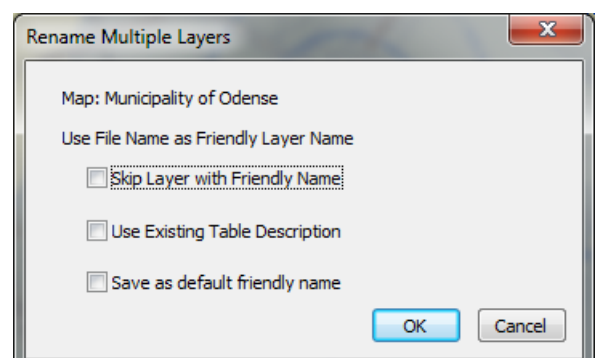 Rename Multiple Layers
Map: Municipality of Odense
Use File Name as Friendly Layer Name
Skip Layer with Friendly Name
Use Existing Table Description
Save as default friendly name
OK Cancel